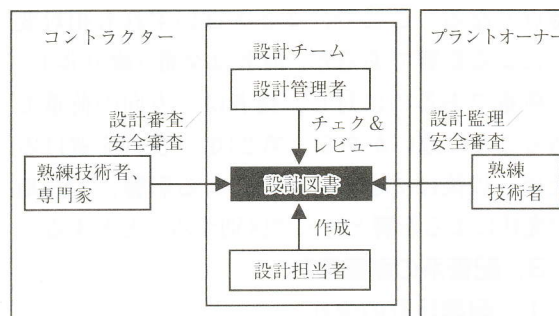 コントラクター
設計チーム
プラントオーナー
設計管理者
設計審査／
安全審査
チェク＆
レビュー
設計監理／
安全審査
熟練技術者、
専門家
設計図書
熟練
技術者
作成
設計担当者